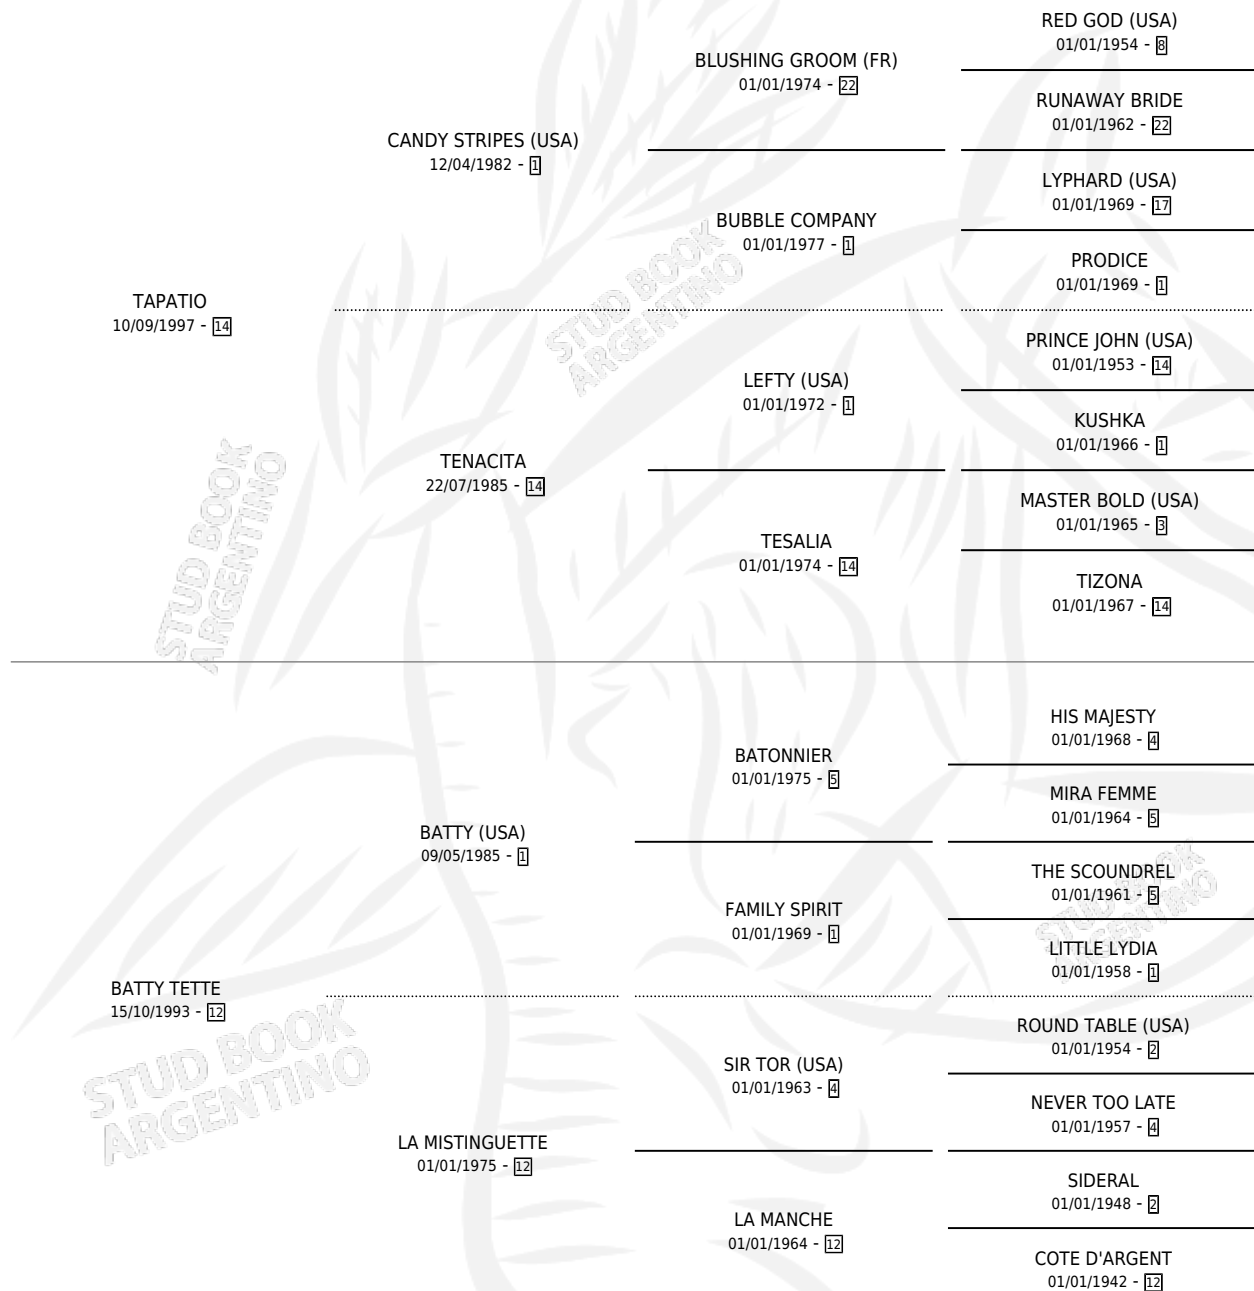 TAPATIO
10/09/1997 - 14
CANDY STRIPES (USA)
12/04/1982 - 1
BLUSHING GROOM (FR)
01/01/1974 - 22
RED GOD (USA)
01/01/1954 - 8
RUNAWAY BRIDE
01/01/1962 - 22
BUBBLE COMPANY
01/01/1977 - 1
LYPHARD (USA)
01/01/1969 - 17
PRODICE
01/01/1969 - 1
TENACITA
22/07/1985 - 14
LEFTY (USA)
01/01/1972 - 1
PRINCE JOHN (USA)
01/01/1953 - 14
KUSHKA
01/01/1966 - 1
TESALIA
01/01/1974 - 14
MASTER BOLD (USA)
01/01/1965 - 3
TIZONA
01/01/1967 - 14
BATTY TETTE
15/10/1993 - 12
BATTY (USA)
09/05/1985 - 1
BATONNIER
01/01/1975 - 5
HIS MAJESTY
01/01/1968 - 4
MIRA FEMME
01/01/1964 - 5
FAMILY SPIRIT
01/01/1969 - 1
THE SCOUNDREL
01/01/1961 - 5
LITTLE LYDIA
01/01/1958 - 1
LA MISTINGUETTE
01/01/1975 - 12
SIR TOR (USA)
01/01/1963 - 4
ROUND TABLE (USA)
01/01/1954 - 2
NEVER TOO LATE
01/01/1957 - 4
LA MANCHE
01/01/1964 - 12
SIDERAL
01/01/1948 - 2
COTE D'ARGENT
01/01/1942 - 12
STUD BOOK
ARGENTINO
STUD BOOK
ARGENTINO
STUD BOOK
ARGENTINO
STUD BOOK
ARGENTINO